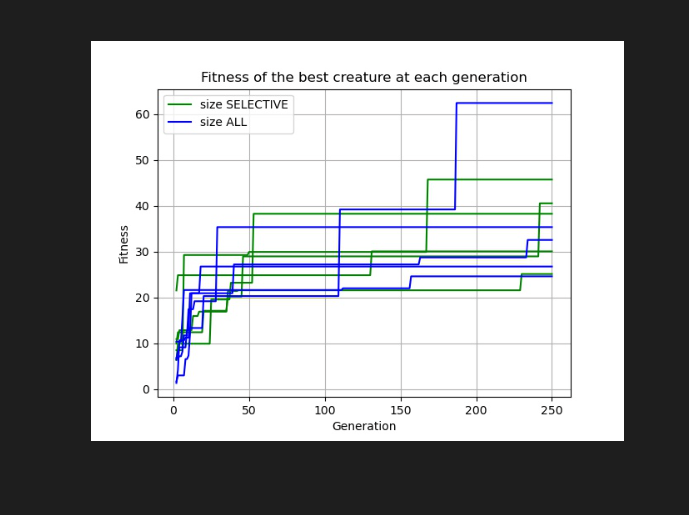 Fitness of the best creature at each generation
size SELECTIVE
size ALL
60
50
40
30
20
10
0
Fitness
0 50 100 150 200 250
Generation